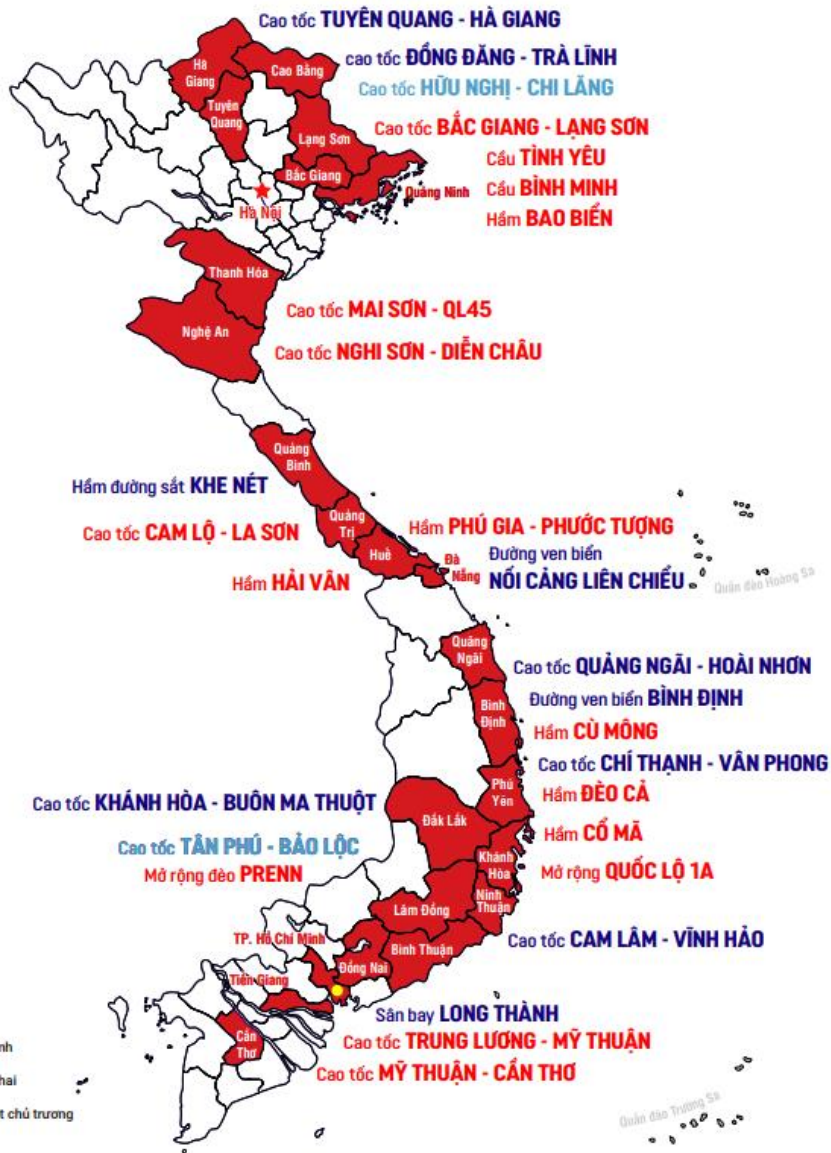 Cao tốc TUYÊN QUANG - HÀ GIANG
cao tốc ĐỒNG ĐĂNG - TRÀ LĨNH
Cao tốc HỮU NGHỊ - CHI LĂNG
Cao tốc BẮC GIANG - LẠNG SƠN
Cầu TÌNH YÊU
Cầu BÌNH MINH
Hầm BAO BIỂN
Hà
Giang
Cao Bằng
Tuyên
Quang
Lạng Sơn
Bắc Giang
Quảng Ninh
Hà Nội
Thanh Hóa
Nghệ An
Cao tốc MAI SƠN - QL45
Cao tốc NGHI SƠN - DIỄN CHÂU
Quảng
Bình
Hầm đường sắt KHE NÉT
Quảng
Trị
Cao tốc CAM LỘ - LA SƠN
Huế
Hầm PHÚ GIA - PHƯỚC TƯỢNG
Đà
Nẵng
Đường ven biển
NỐI CẢNG LIÊN CHIỂU
Hầm HẢI VÂN
Quần đảo Hoàng Sa
Quãng
Ngãi
Cao tốc QUẢNG NGÃI - HOÀI NHƠN
Bình
Định
Đường ven biển BÌNH ĐỊNH
Hầm CÙ MÔNG
Cao tốc CHÍ THẠNH - VÂN PHONG
Phú
Yên
Hầm ĐÈO CẢ
Cao tốc KHÁNH HÒA - BUÔN MA THUỘT
Đắk Lắk
Hầm CỔ MÃ
Cao tốc TÂN PHÚ - BẢO LỘC
Khánh
Hòa
Mở rộng QUỐC LỘ 1A
Mở rộng đèo PRENN
Ninh
Thuận
Lâm Đồng
TP. Hồ Chí Minh
Bình Thuận
Cao tốc CAM LÂM - VĨNH HẢO
Đồng Nai
Tiền Giang
Sân bay LONG THÀNH
Cần
Thơ
Cao tốc TRUNG LƯƠNG - MỸ THUẬN
Cao tốc MỸ THUẬN - CẦN THƠ
nh
hai
t chủ trương
Quần đảo Trường Sa